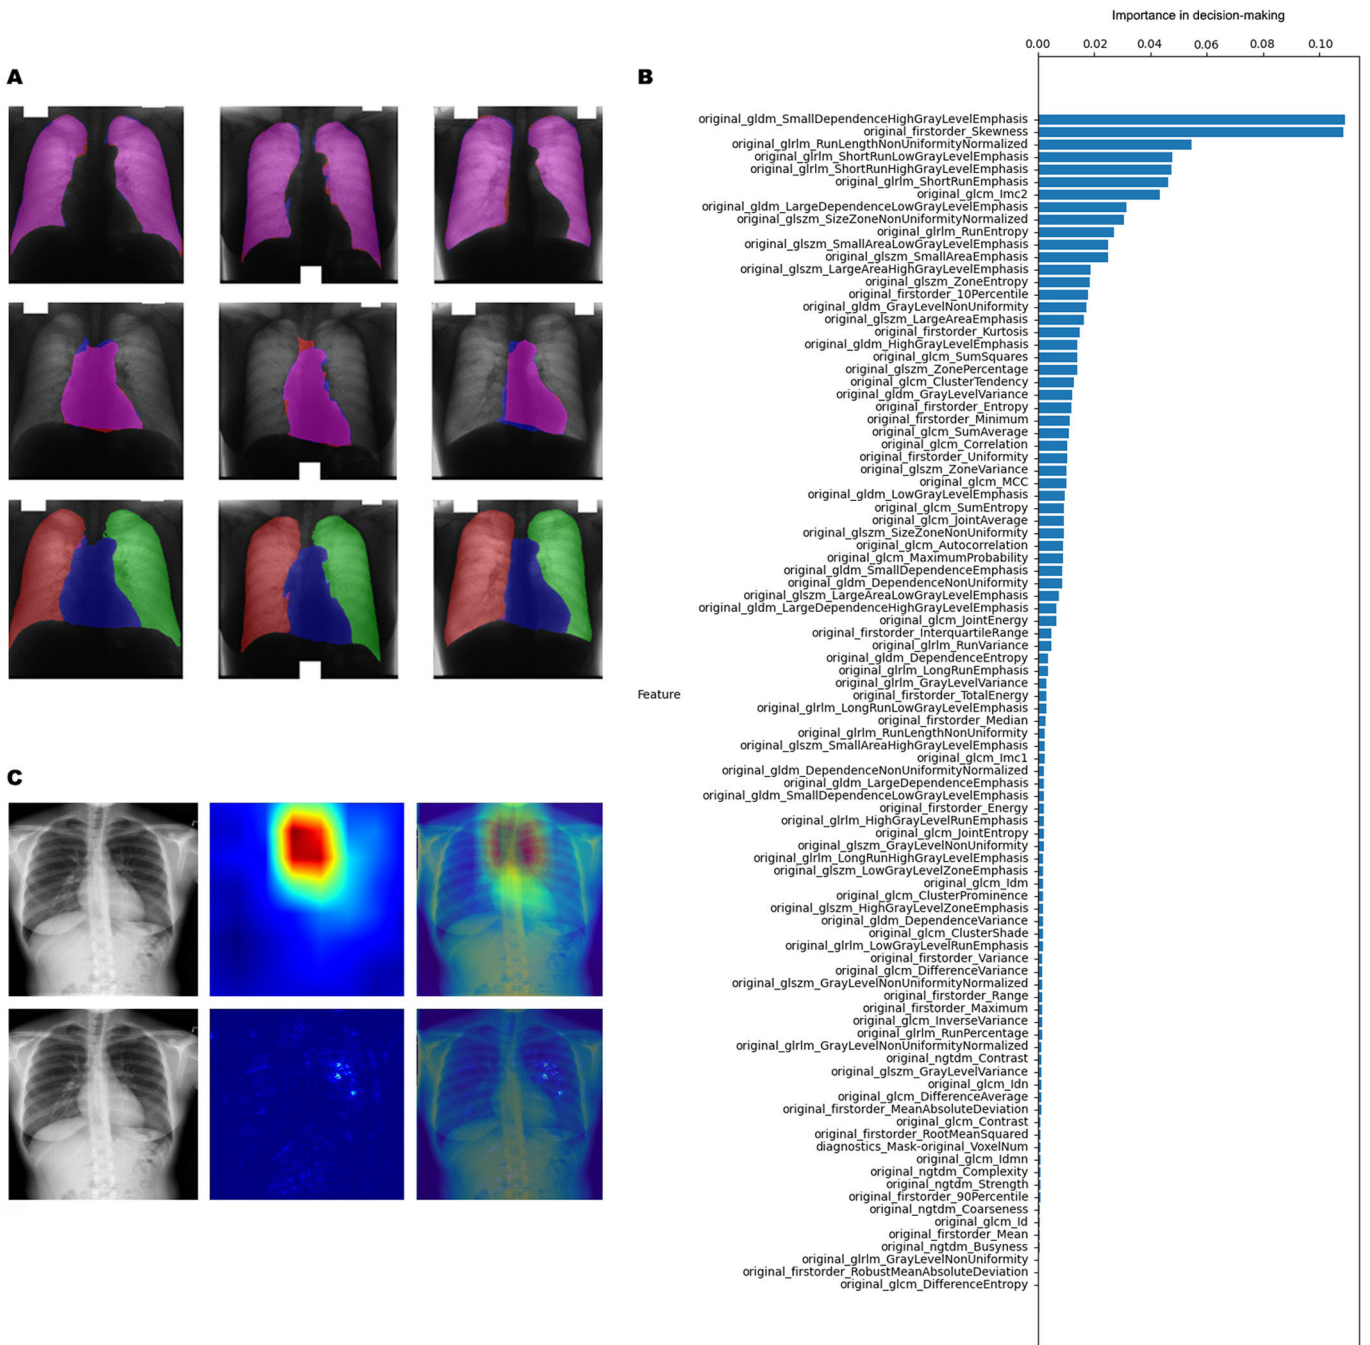 Importance in decision-making
0.00 0.02 0.04 0.06 0.08 0.10
A
B
original_gldm_SmallDependenceHighGrayLevelEmphasis
original_firstorder_Skewness
original_glrlm_RunLengthNonUniformityNormalized
original_glrlm_ShortRunLowGrayLevelEmphasis
original_glrlm_ShortRunHighGrayLevelEmphasis
original_glrlm_ShortRunEmphasis
original_glcm_Imc2
original_gldm_LargeDependenceLowGrayLevelEmphasis
original_glszm_SizeZoneNonUniformityNormalized
original_glrlm_RunEntropy
original_glszm_SmallAreaLowGrayLevelEmphasis
original_glszm_SmallAreaEmphasis
original_glszm_LargeAreaHighGrayLevelEmphasis
original_glszm_ZoneEntropy
original_firstorder_10Percentile
original_gldm_GrayLevelNonUniformity
original_glszm_LargeAreaEmphasis
original_firstorder_Kurtosis
original_gldm_HighGrayLevelEmphasis
original_glcm_SumSquares
original_glszm_ZonePercentage
original_glcm_ClusterTendency
original_gldm_GrayLevelVariance
original_firstorder_Entropy
original_firstorder_Minimum
original_glcm_SumAverage
original_glcm_Correlation
original_firstorder_Uniformity
original_glszm_ZoneVariance
original_glcm_MCC
original_gldm_LowGrayLevelEmphasis
original_glcm_SumEntropy
original_glcm_JointAverage
original_glszm_SizeZoneNonUniformity
original_glcm_Autocorrelation
original_glcm_MaximumProbability
original_gldm_SmallDependenceEmphasis
original_gldm_DependenceNonUniformity
original_glszm_LargeAreaLowGrayLevelEmphasis
original_gldm_LargeDependenceHighGrayLevelEmphasis
original_glcm_JointEnergy
original_firstorder_InterquartileRange
original_glrlm_RunVariance
original_gldm_DependenceEntropy
original_glrlm_LongRunEmphasis
original_glrlm_GrayLevelVariance
Feature
original_firstorder_TotalEnergy
original_glrlm_LongRunLowGrayLevelEmphasis
original_firstorder_Median
original_glrlm_RunLengthNonUniformity
original_glszm_SmallAreaHighGrayLevelEmphasis
original_glcm_Imc1
original_gldm_DependenceNonUniformityNormalized
C
original_gldm_LargeDependenceEmphasis
original_gldm_SmallDependenceLowGrayLevelEmphasis
original_firstorder_Energy
original_glrlm_HighGrayLevelRunEmphasis
original_glcm_JointEntropy
original_glszm_GrayLevelNonUniformity
original_glrlm_LongRunHighGrayLevelEmphasis
original_glszm_LowGrayLevelZoneEmphasis
original_glcm_Idm
original_glcm_ClusterProminence
original_glszm_HighGrayLevelZoneEmphasis
original_gldm_DependenceVariance
original_glcm_ClusterShade
original_glrlm_LowGrayLevelRunEmphasis
original_firstorder_Variance
original_glcm_DifferenceVariance
original_glszm_GrayLevelNonUniformityNormalized
original_firstorder_Range
original_firstorder_Maximum
original_glcm_InverseVariance
original_glrlm_RunPercentage
original_glrlm_GrayLevelNonUniformityNormalized
original_ngtdm_Contrast
original_glszm_GrayLevelVariance
original_glcm_Idn
original_glcm_DifferenceAverage
original_firstorder_MeanAbsoluteDeviation
original_glcm_Contrast
original_firstorder_RootMeanSquared
diagnostics_Mask-original_VoxelNum
original_glcm_Idmn
original_ngtdm_Complexity
original_ngtdm_Strength
original_firstorder_90Percentile
original_ngtdm_Coarseness
original_glcm_Id
original_firstorder_Mean
original_ngtdm_Busyness
original_glrlm_GrayLevelNonUniformity
original_firstorder_RobustMeanAbsoluteDeviation
original_glcm_DifferenceEntropy